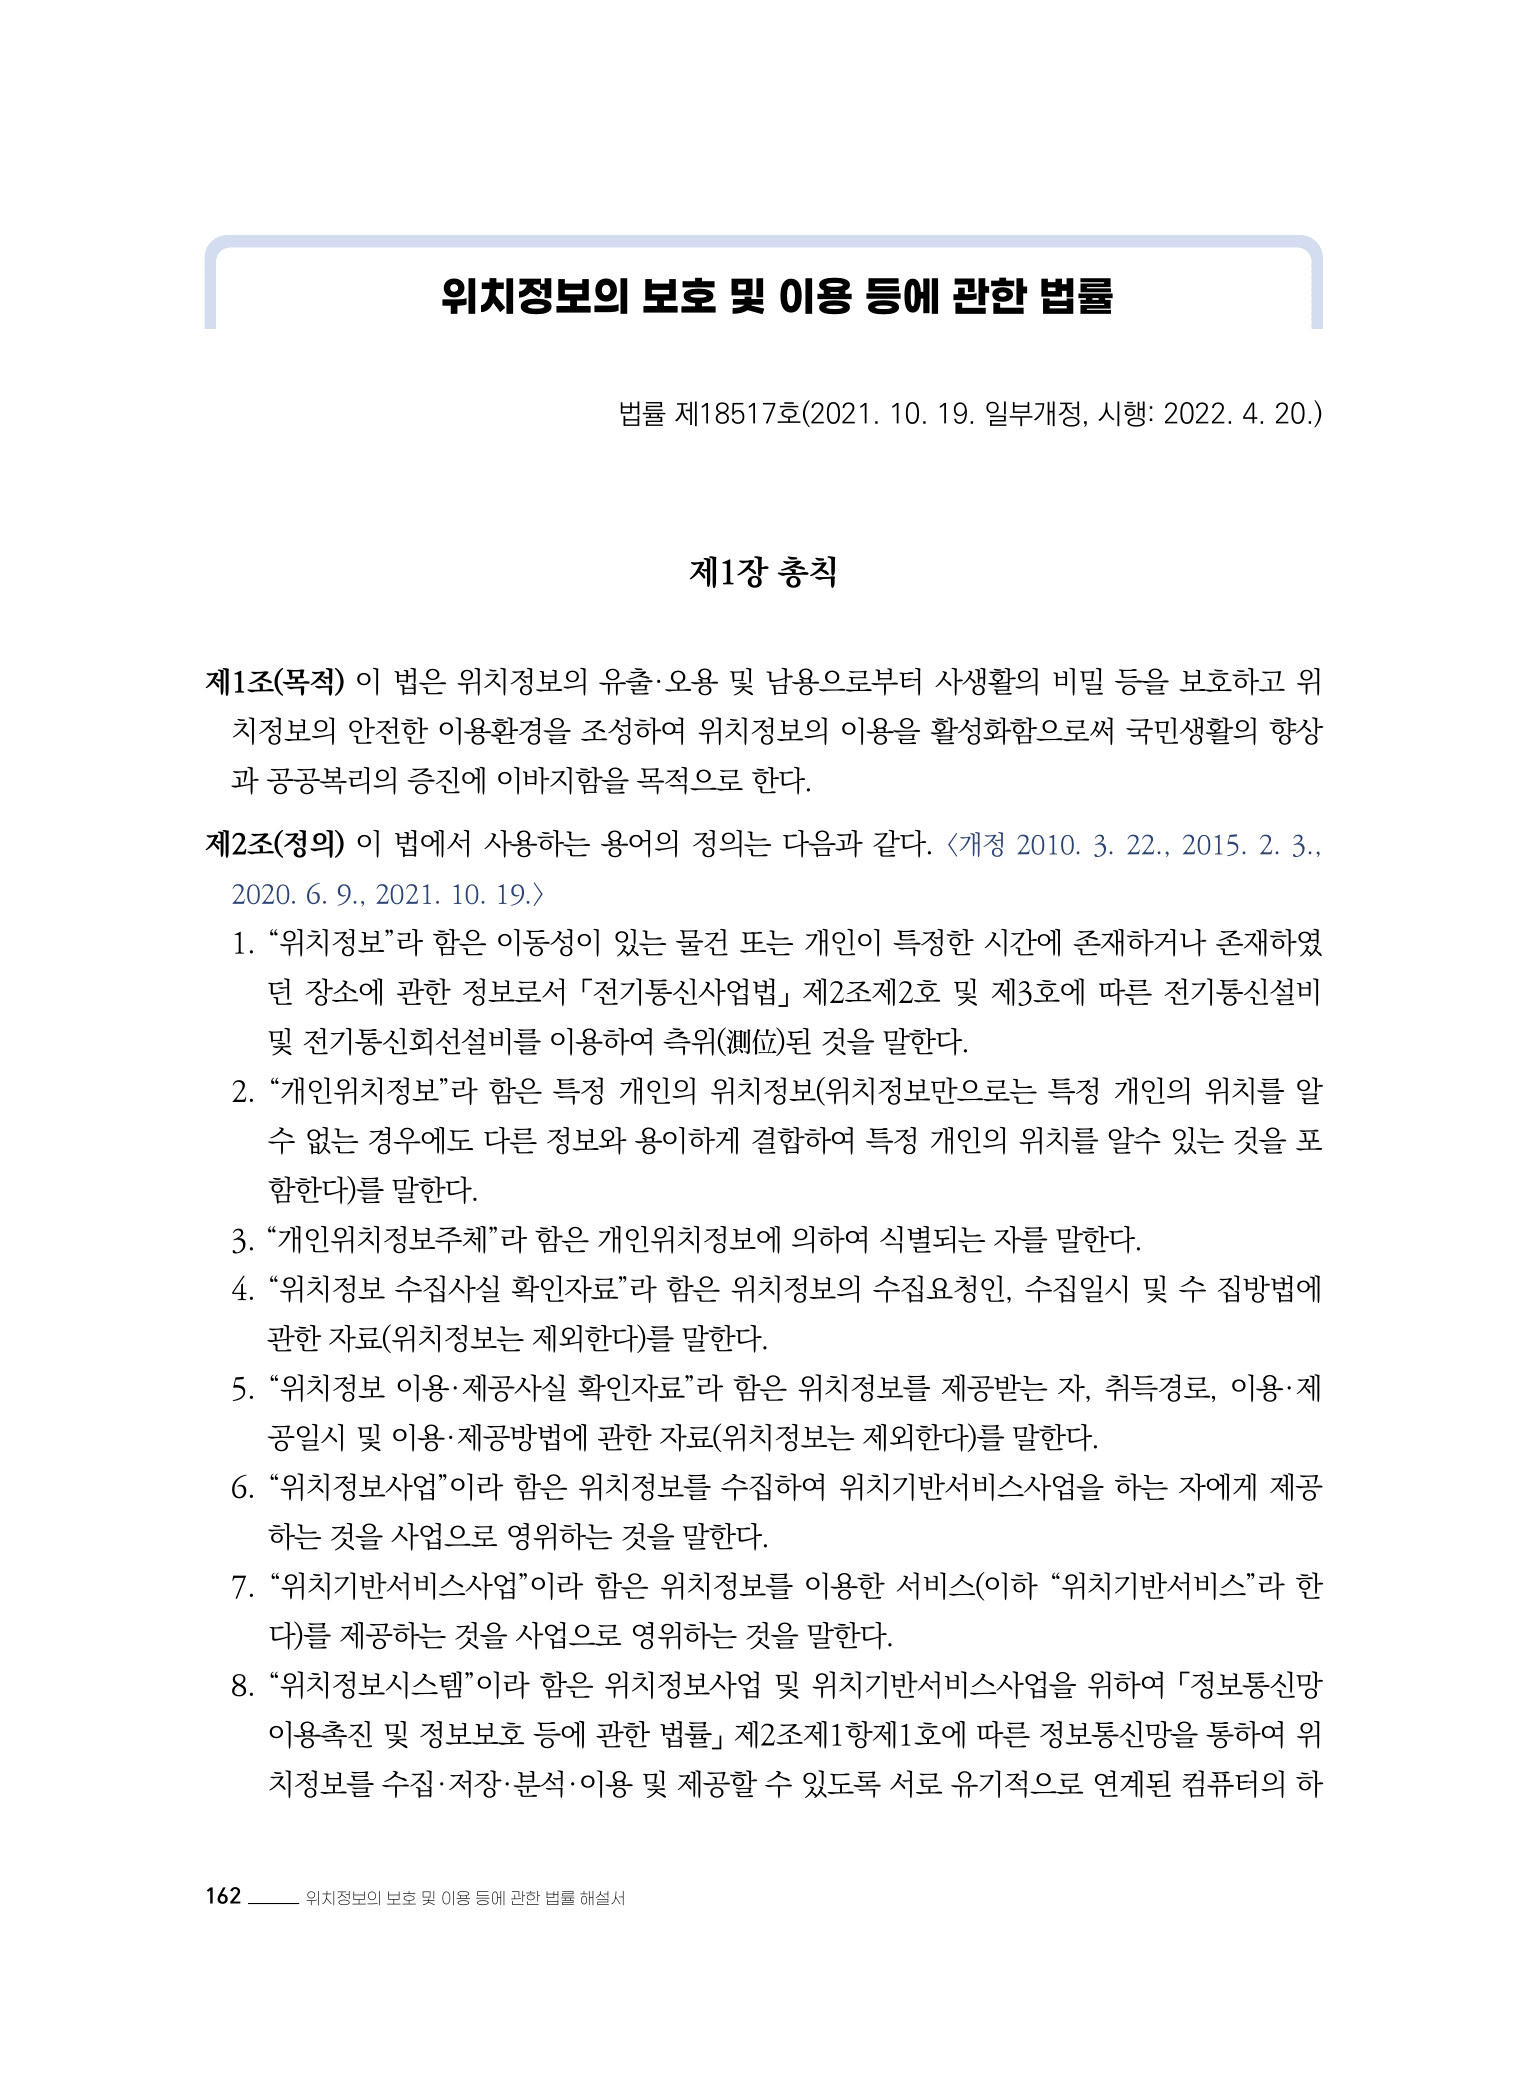 위치정보의 보호 및 이용 등에 관한 법률
법률 제18517호(2021. 10. 19. 일부개정, 시행: 2022. 4. 20.)
제1장 총칙
제1조(목적) 이 법은 위치정보의 유출·오용 및 남용으로부터 사생활의 비밀 등을 보호하고 위
치정보의 안전한 이용환경을 조성하여 위치정보의 이용을 활성화함으로써 국민생활의 향상
과 공공복리의 증진에 이바지함을 목적으로 한다.
제2조(정의) 이 법에서 사용하는 용어의 정의는 다음과 같다. 〈개정 2010. 3. 22., 2015. 2. 3.,
2020. 6. 9., 2021. 10. 19.〉
1. “위치정보”라 함은 이동성이 있는 물건 또는 개인이 특정한 시간에 존재하거나 존재하였
던 장소에 관한 정보로서 「전기통신사업법」 제2조제2호 및 제3호에 따른 전기통신설비
및 전기통신회선설비를 이용하여 측위(測位)된 것을 말한다.
2. “개인위치정보”라 함은 특정 개인의 위치정보(위치정보만으로는 특정 개인의 위치를 알
수 없는 경우에도 다른 정보와 용이하게 결합하여 특정 개인의 위치를 알수 있는 것을 포
함한다)를 말한다.
3. “개인위치정보주체”라 함은 개인위치정보에 의하여 식별되는 자를 말한다.
4. “위치정보 수집사실 확인자료”라 함은 위치정보의 수집요청인, 수집일시 및 수 집방법에
관한 자료(위치정보는 제외한다)를 말한다.
5. “위치정보 이용·제공사실 확인자료”라 함은 위치정보를 제공받는 자, 취득경로, 이용·제
공일시 및 이용·제공방법에 관한 자료(위치정보는 제외한다)를 말한다.
6. “위치정보사업”이라 함은 위치정보를 수집하여 위치기반서비스사업을 하는 자에게 제공
하는 것을 사업으로 영위하는 것을 말한다.
7. “위치기반서비스사업”이라 함은 위치정보를 이용한 서비스(이하 “위치기반서비스”라 한
다)를 제공하는 것을 사업으로 영위하는 것을 말한다.
8. “위치정보시스템”이라 함은 위치정보사업 및 위치기반서비스사업을 위하여 「정보통신망
이용촉진 및 정보보호 등에 관한 법률」 제2조제1항제1호에 따른 정보통신망을 통하여 위
치정보를 수집·저장·분석·이용 및 제공할 수 있도록 서로 유기적으로 연계된 컴퓨터의 하
162 위치정보의 보호 및 이용 등에 관한 법률 해설서